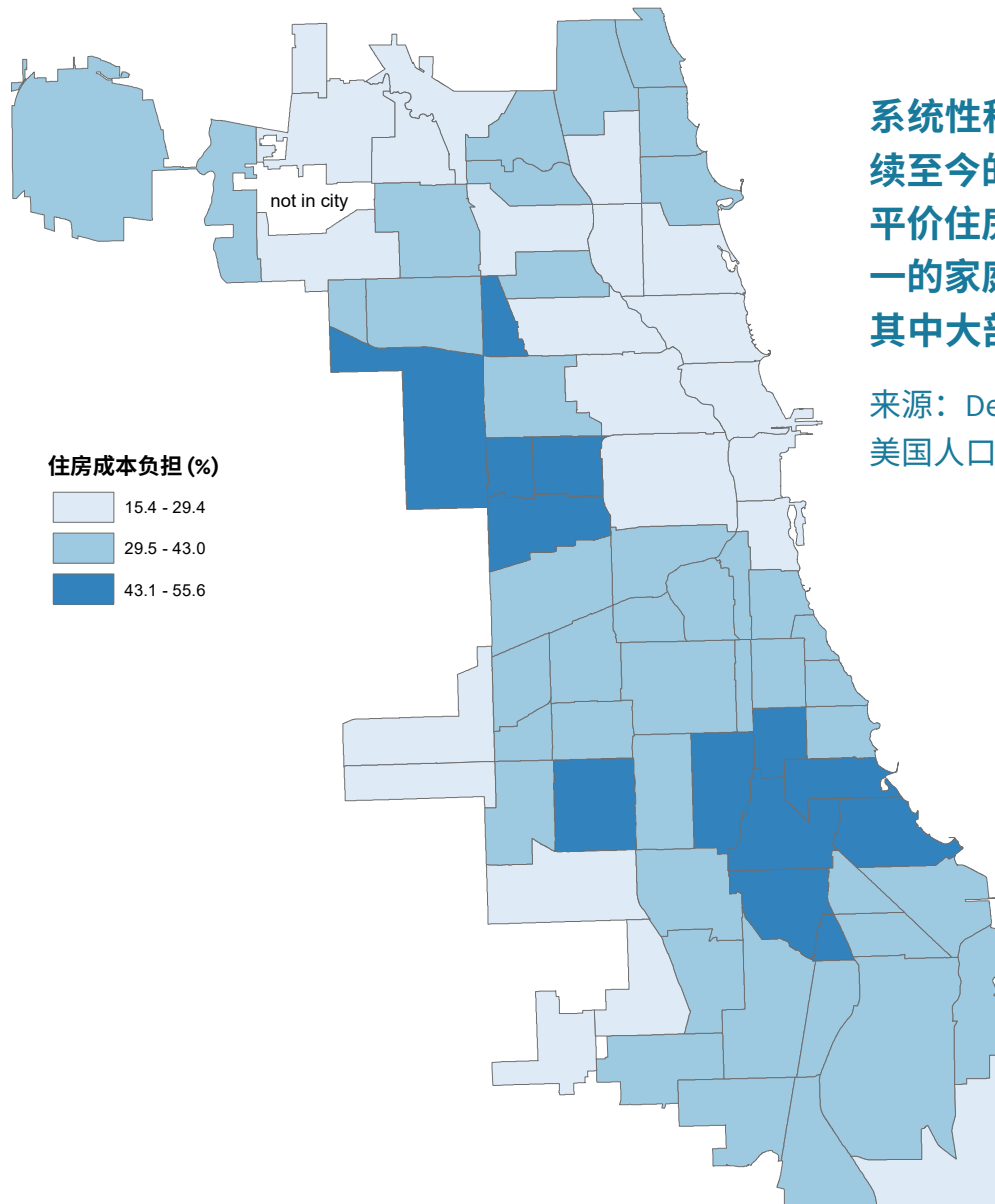 系统性种
续至今的
平价住房
一的家庭
其中大部
来源：De
美国人口
not in city
住房成本负担 (%)
15.4 - 29.4
29.5 - 43.0
43.1 - 55.6